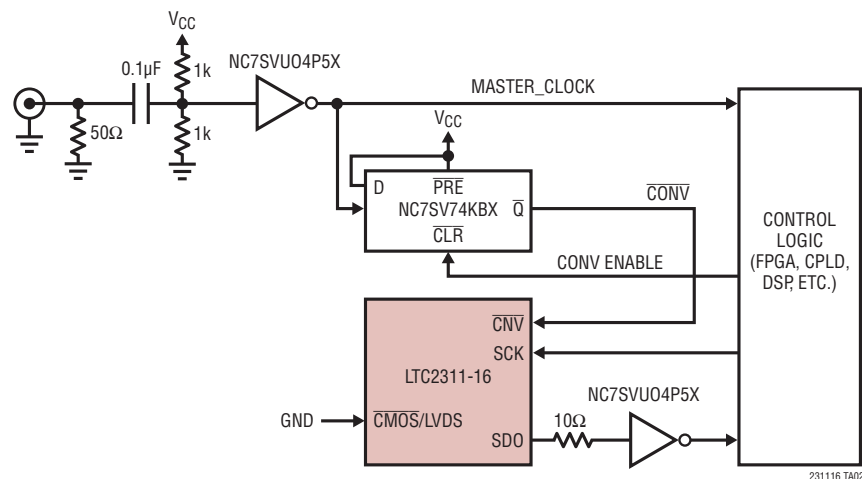 VCC
0.1µF
1k
NC7SVUO4P5X
MASTER_CLOCK
50Ω
1k
VCC
D
PRE
NC7SV74KBX
Q
CONV
CLR
CONV ENABLE
CONTROL
LOGIC
(FPGA, CPLD,
DSP, ETC.)
CNV
SCK
LTC2311-16
NC7SVUO4P5X
GND
CMOS/LVDS
10Ω
SDO
231116 TA02